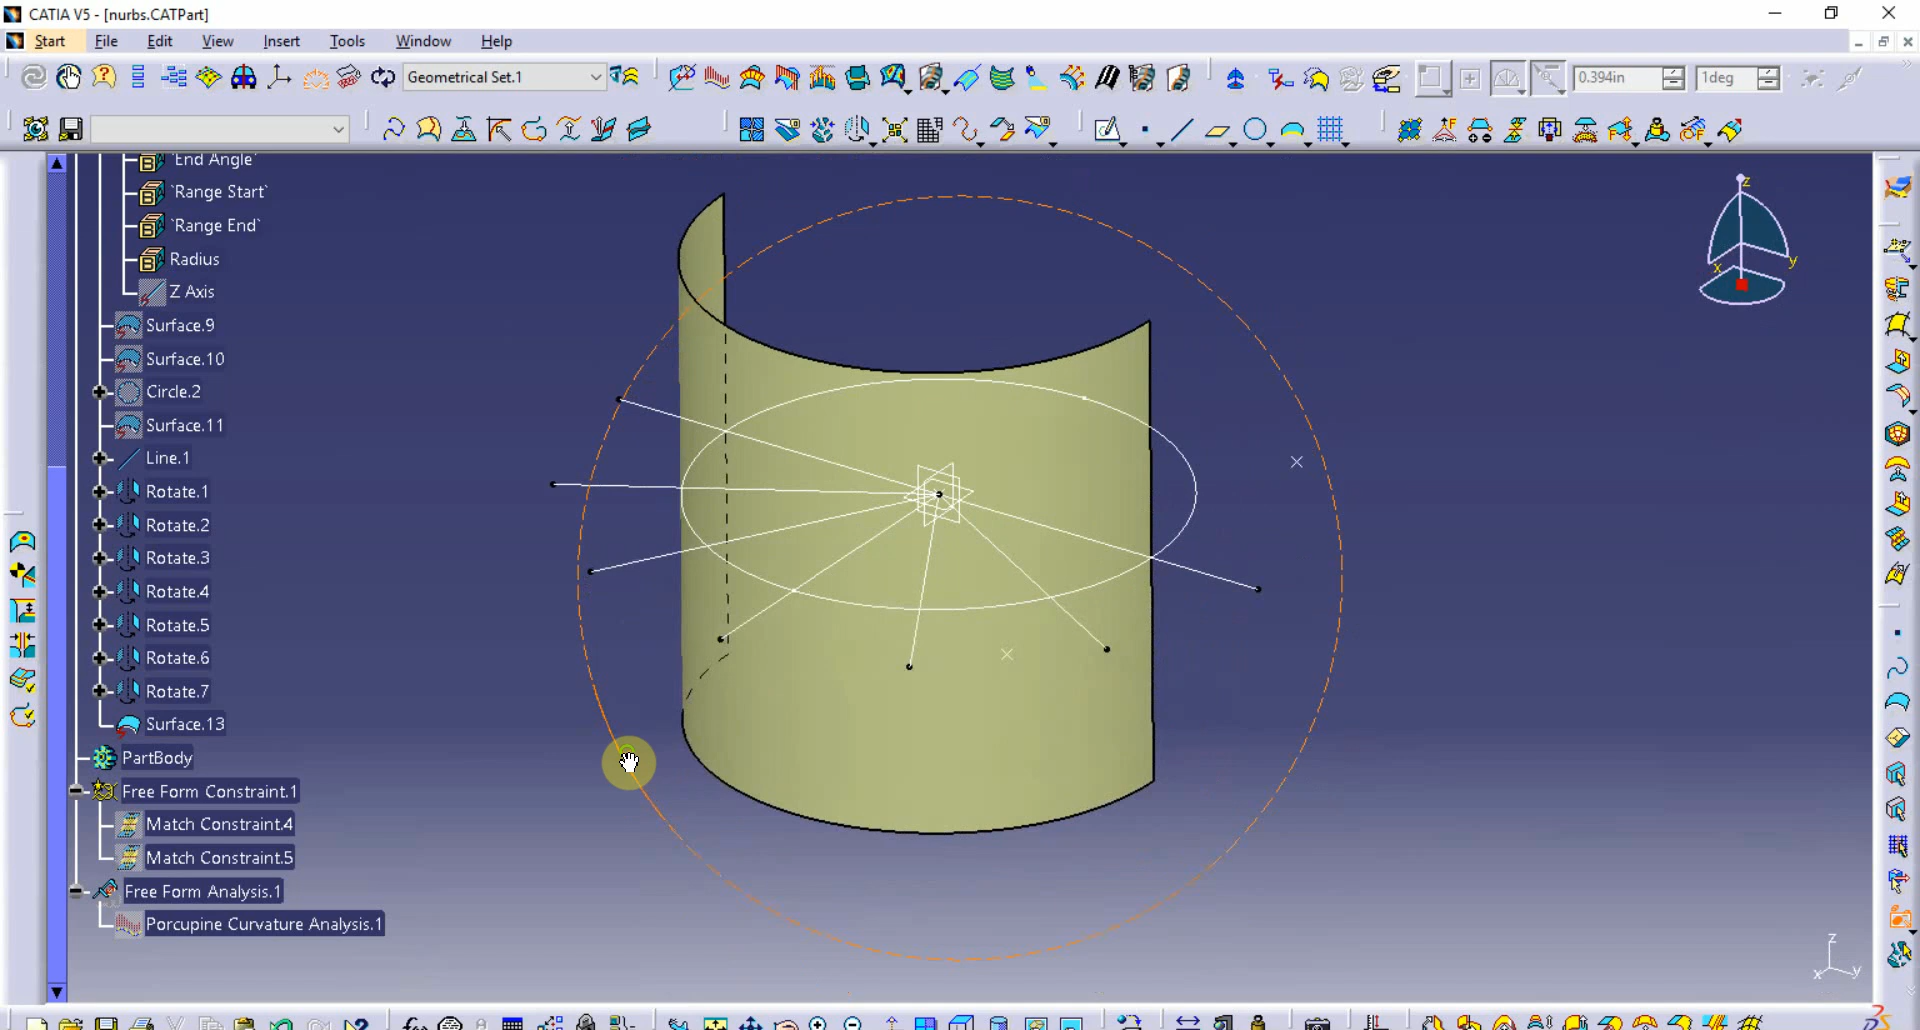 CATIA V5 - [nurbs.CATPart]
Start File Edit View Insert Tools Window Help
Geometrical Set.1
0.394in
1deg
`End Angle`
`Range Start`
`Range End`
Radius
Z Axis
Surface.9
Surface.10
Circle.2
Surface.11
Line.1
Rotate.1
Rotate.2
Rotate.3
Rotate.4
Rotate.5
Rotate.6
Rotate.7
Surface.13
PartBody
Free Form Constraint.1
Match Constraint.4
Match Constraint.5
Free Form Analysis.1
Porcupine Curvature Analysis.1
z
x
y
z
x
y